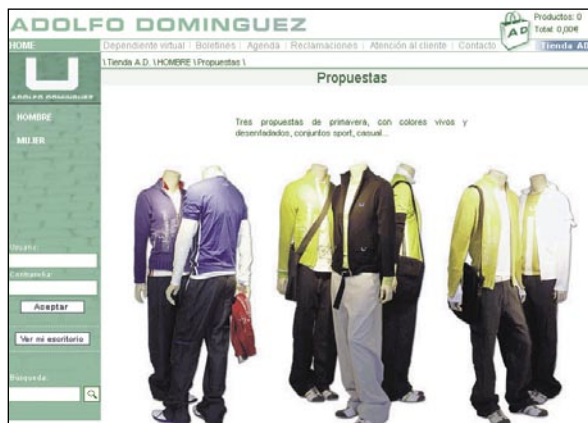 ADOLFO DOMINGUEZ
Productos: 0
Total: 0,00€
AD
HOME
Dependiente virtual | Boletines | Agenda | Reclamaciones | Atención al cliente | Contacto
Tienda AD
\ Tienda A.D. \ HOMBRE \ Propuestas \
ADOLFO DOMINGUEZ
Propuestas
HOMBRE
MUJER
Tres propuestas de primavera, con colores vivos y
desenfadados, conjuntos sport, casual...
Usuario:
Contraseña:
Aceptar
Ver mi escritorio
Búsqueda: